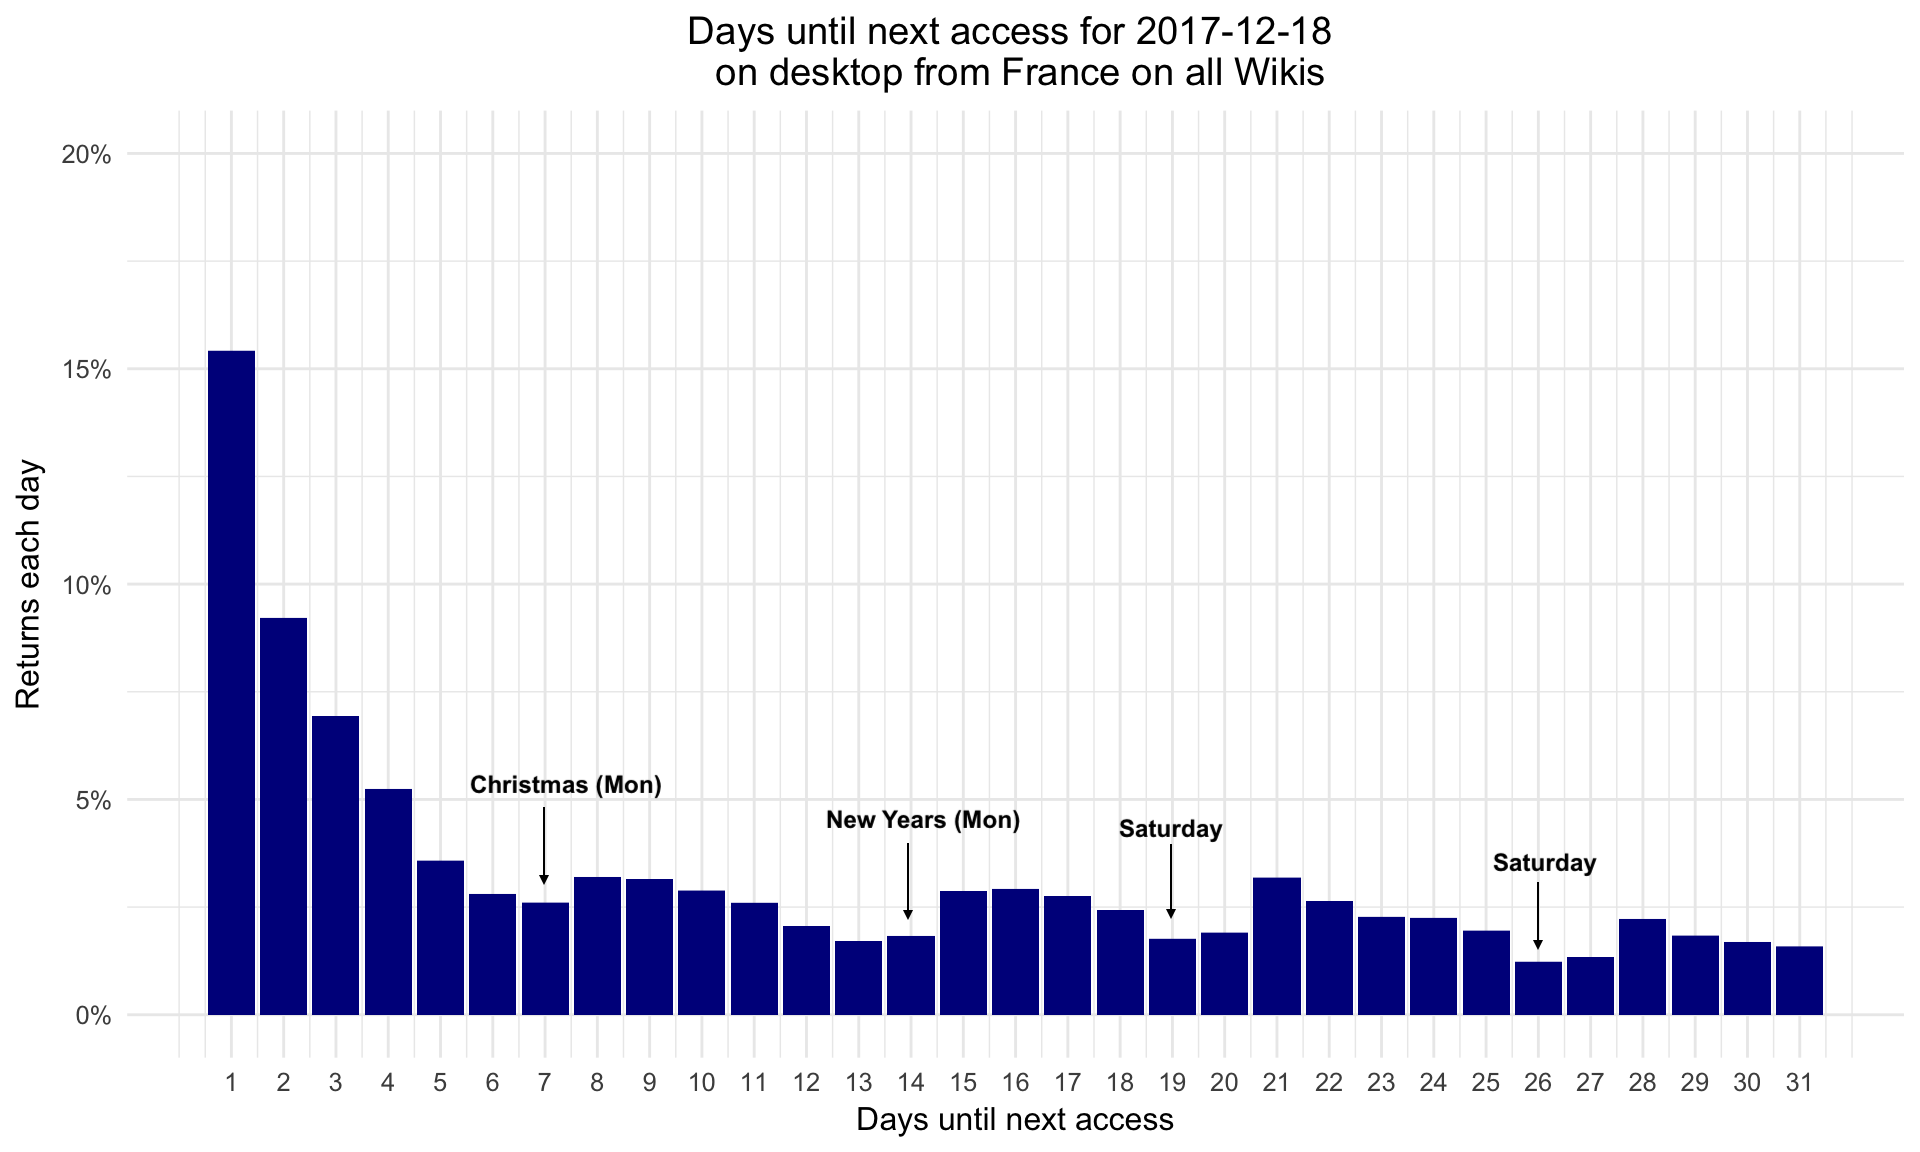 Days until next access for 2017-12-18
on desktop from France on all Wikis
Returns each day
20%
15%
10%
5%
0%
Christmas (Mon)
New Years (Mon)
Saturday
Saturday
1 2 3 4 5 6 7 8 9 10 11 12 13 14 15 16 17 18 19 20 21 22 23 24 25 26 27 28 29 30 31
Days until next access